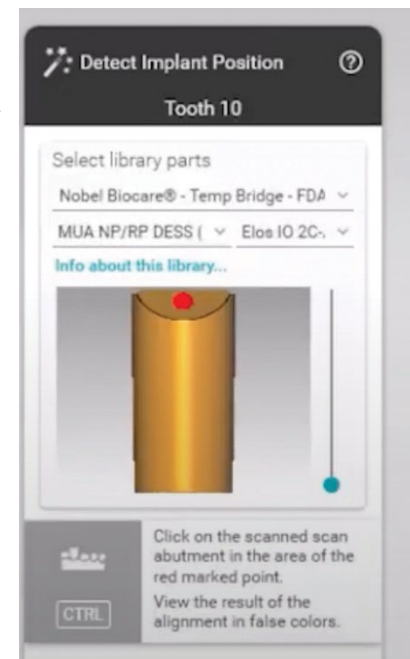 Detect Implant Position
Tooth 10
Select library parts
Nobel Biocare® - Temp Bridge - FDA
MUA NP/RP DESS ( Elos IO 2C-.
Info about this library...
Click on the scanned scan
abutment in the area of the
red marked point.
CTRL
View the result of the
alignment in false colors.